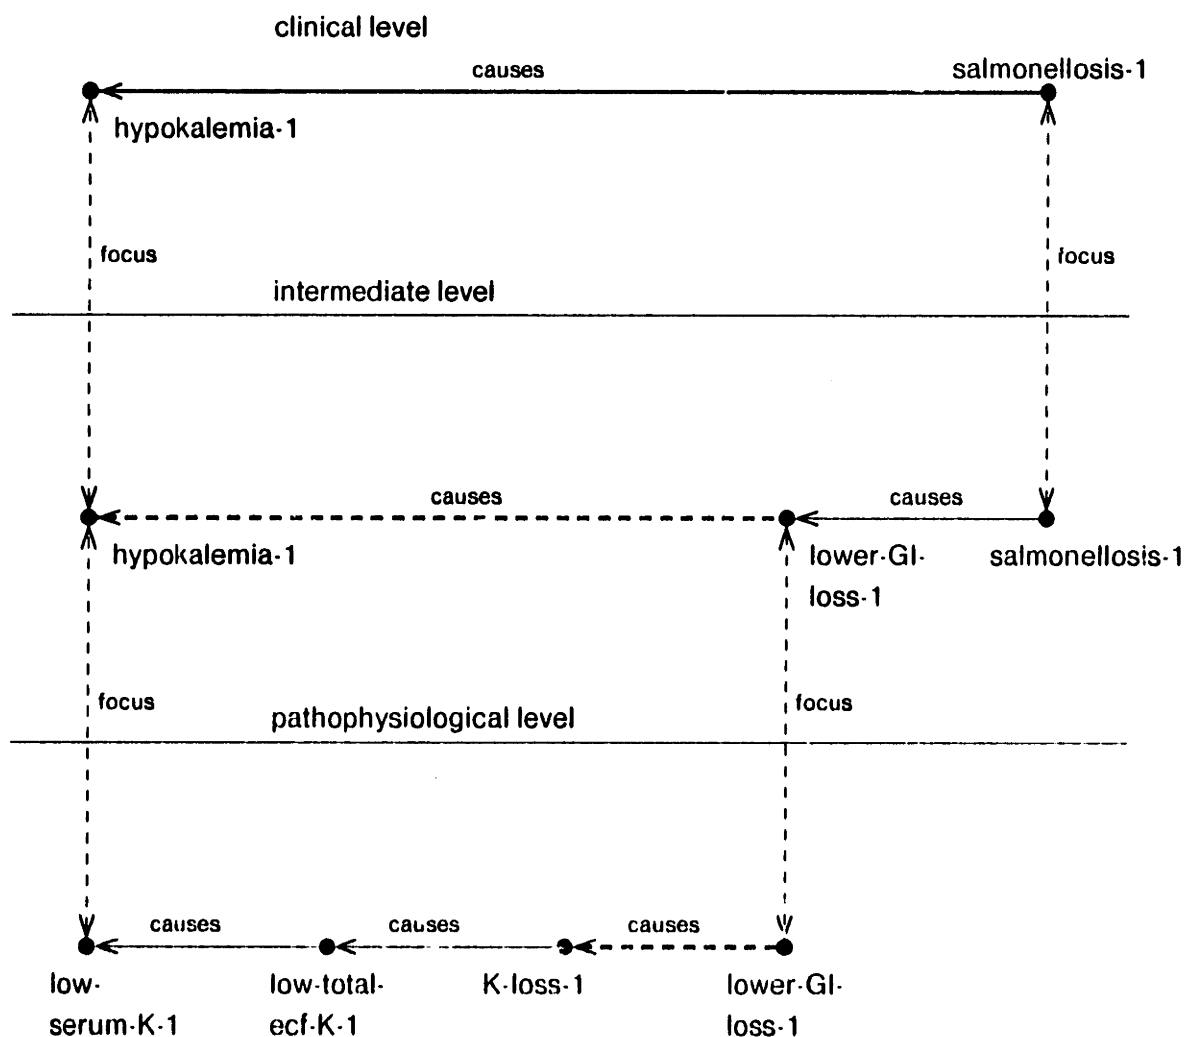 clinical level
causes
salmonellosis-1
hypokalemia-1
focus
focus
intermediate level
causes
causes
hypokalemia-1
lower-GI-
loss-1
salmonellosis-1
focus
focus
pathophysiological level
causes
causes
causes
low-
serum-K-1
low-total-
ecf-K-1
K-loss-1
lower-GI-
loss-1